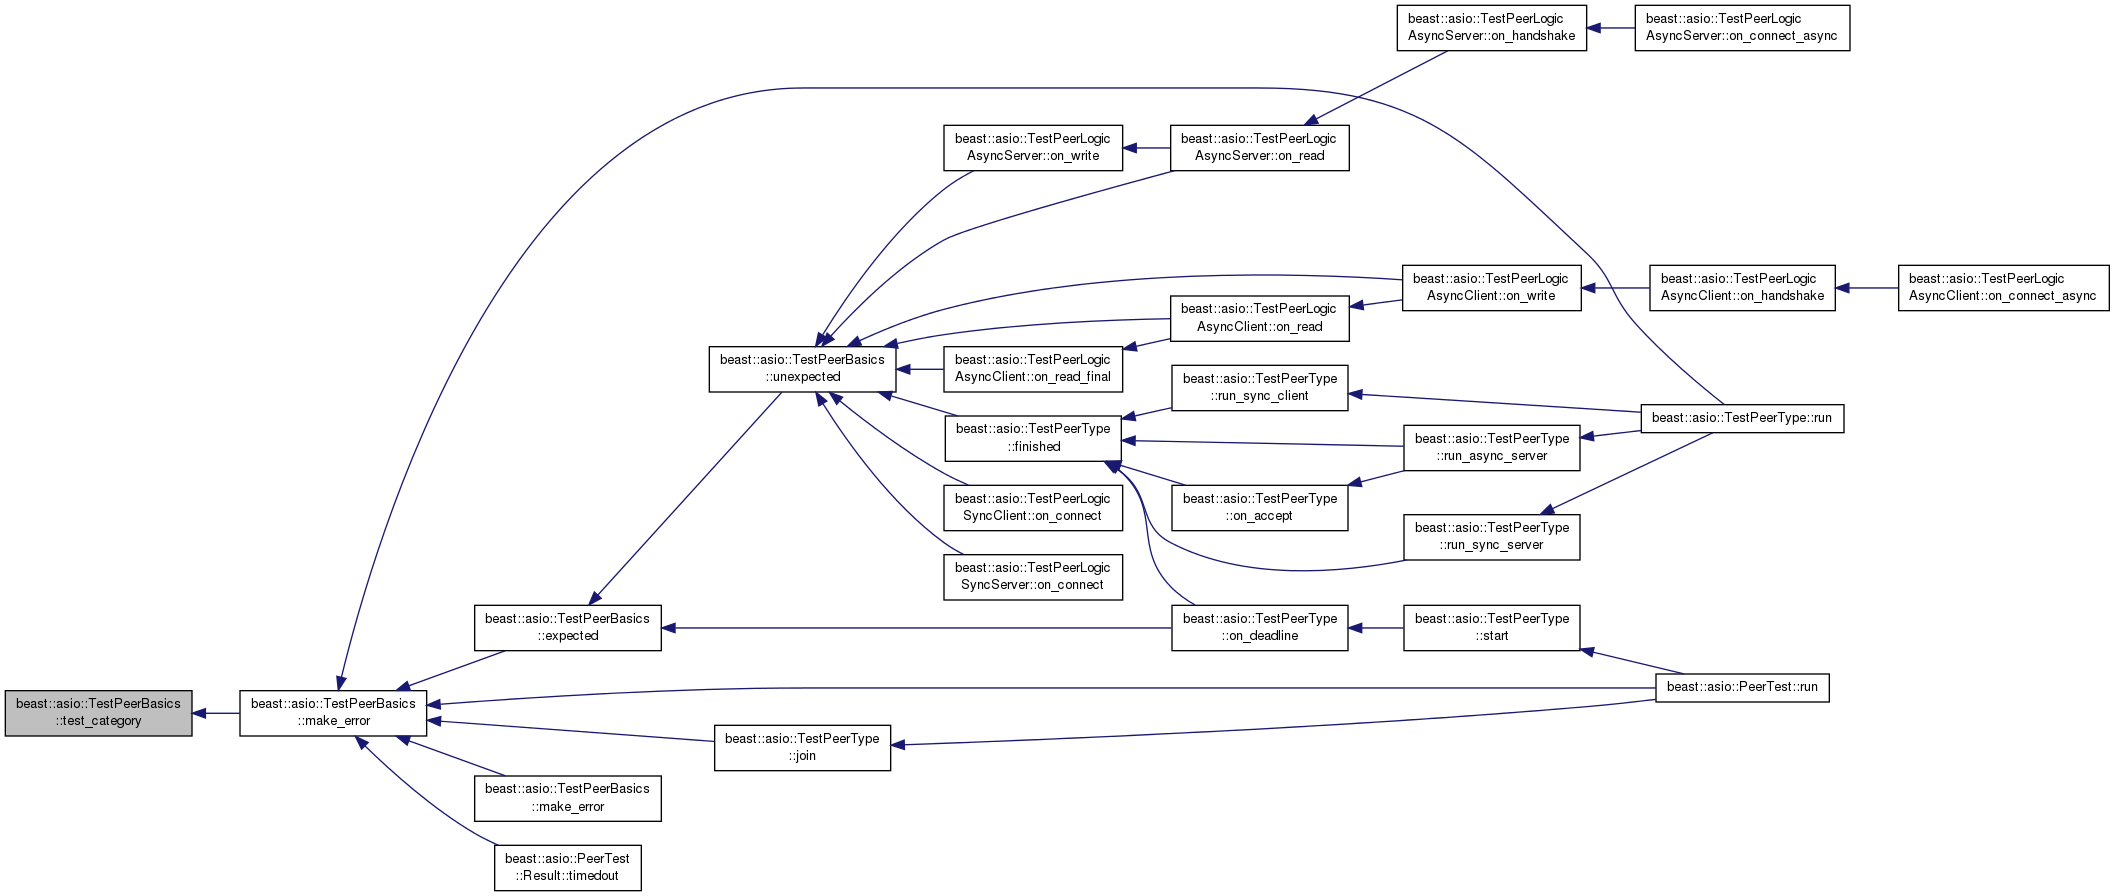 beast::asio::TestPeerLogic
AsyncServer::on_handshake
beast::asio::TestPeerLogic
AsyncServer::on_connect_async
beast::asio::TestPeerLogic
AsyncServer::on_write
beast::asio::TestPeerLogic
AsyncServer::on_read
beast::asio::TestPeerLogic
AsyncClient::on_write
beast::asio::TestPeerLogic
AsyncClient::on_handshake
beast::asio::TestPeerLogic
AsyncClient::on_connect_async
beast::asio::TestPeerLogic
AsyncClient::on_read
beast::asio::TestPeerBasics
::unexpected
beast::asio::TestPeerLogic
AsyncClient::on_read_final
beast::asio::TestPeerType
::run_sync_client
beast::asio::TestPeerType::run
beast::asio::TestPeerType
::finished
beast::asio::TestPeerType
::run_async_server
beast::asio::TestPeerLogic
SyncClient::on_connect
beast::asio::TestPeerType
::on_accept
beast::asio::TestPeerType
::run_sync_server
beast::asio::TestPeerLogic
SyncServer::on_connect
beast::asio::TestPeerBasics
::expected
beast::asio::TestPeerType
::on_deadline
beast::asio::TestPeerType
::start
beast::asio::PeerTest::run
beast::asio::TestPeerBasics
::test_category
beast::asio::TestPeerBasics
::make_error
beast::asio::TestPeerType
::join
beast::asio::TestPeerBasics
::make_error
beast::asio::PeerTest
::Result::timedout